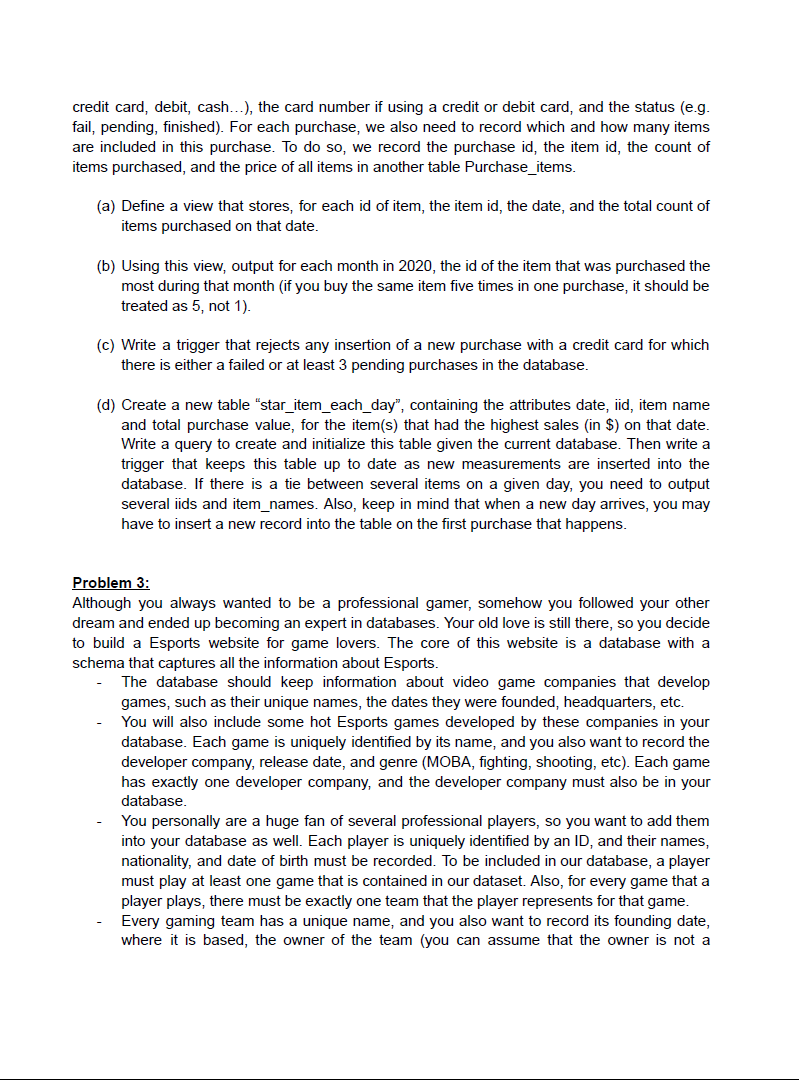 credit card, debit, cash…), the card number if using a credit or debit card, and the status (e.g.
fail, pending, finished). For each purchase, we also need to record which and how many items
are included in this purchase. To do so, we record the purchase id, the item id, the count of
items purchased, and the price of all items in another table Purchase_items.
(a) Define a view that stores, for each id of item, the item id, the date, and the total count of
items purchased on that date.
(b) Using this view, output for each month in 2020, the id of the item that was purchased the
most during that month (if you buy the same item five times in one purchase, it should be
treated as 5, not 1).
(c) Write a trigger that rejects any insertion of a new purchase with a credit card for which
there is either a failed or at least 3 pending purchases in the database.
(d) Create a new table “star_item_each_day”, containing the attributes date, iid, item name
and total purchase value, for the item(s) that had the highest sales (in $) on that date.
Write a query to create and initialize this table given the current database. Then write a
trigger that keeps this table up to date as new measurements are inserted into the
database. If there is a tie between several items on a given day, you need to output
several iids and item_names. Also, keep in mind that when a new day arrives, you may
have to insert a new record into the table on the first purchase that happens.
Problem 3:
Although you always wanted to be a professional gamer, somehow you followed your other
dream and ended up becoming an expert in databases. Your old love is still there, so you decide
to build a Esports website for game lovers. The core of this website is a database with a
schema that captures all the information about Esports.
- The database should keep information about video game companies that develop
games, such as their unique names, the dates they were founded, headquarters, etc.
- You will also include some hot Esports games developed by these companies in your
database. Each game is uniquely identified by its name, and you also want to record the
developer company, release date, and genre (MOBA, fighting, shooting, etc). Each game
has exactly one developer company, and the developer company must also be in your
database.
- You personally are a huge fan of several professional players, so you want to add them
into your database as well. Each player is uniquely identified by an ID, and their names,
nationality, and date of birth must be recorded. To be included in our database, a player
must play at least one game that is contained in our dataset. Also, for every game that a
player plays, there must be exactly one team that the player represents for that game.
- Every gaming team has a unique name, and you also want to record its founding date,
where it is based, the owner of the team (you can assume that the owner is not a